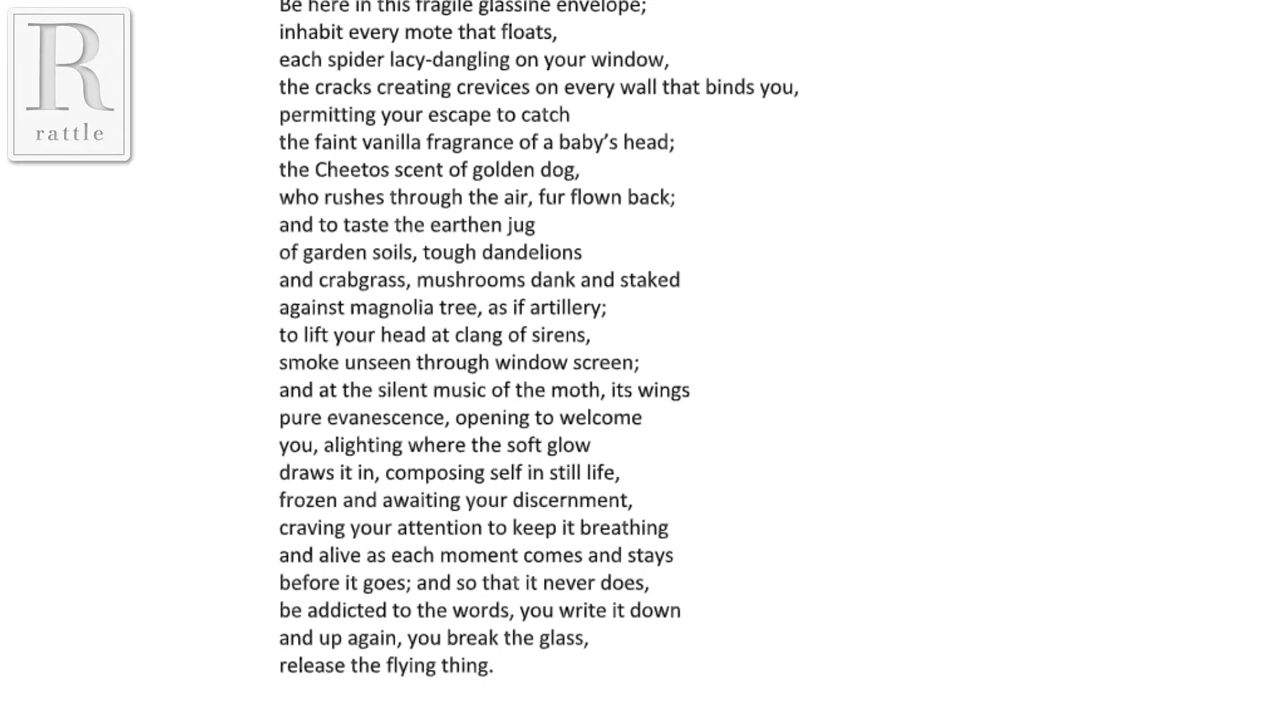 R
rattle
Be here in this fragile glassine envelope;
inhabit every mote that floats,
each spider lacy-dangling on your window,
the cracks creating crevices on every wall that binds you,
permitting your escape to catch
the faint vanilla fragrance of a baby’s head;
the Cheetos scent of golden dog,
who rushes through the air, fur flown back;
and to taste the earthen jug
of garden soils, tough dandelions
and crabgrass, mushrooms dank and staked
against magnolia tree, as if artillery;
to lift your head at clang of sirens,
smoke unseen through window screen;
and at the silent music of the moth, its wings
pure evanescence, opening to welcome
you, alighting where the soft glow
draws it in, composing self in still life,
frozen and awaiting your discernment,
craving your attention to keep it breathing
and alive as each moment comes and stays
before it goes; and so that it never does,
be addicted to the words, you write it down
and up again, you break the glass,
release the flying thing.